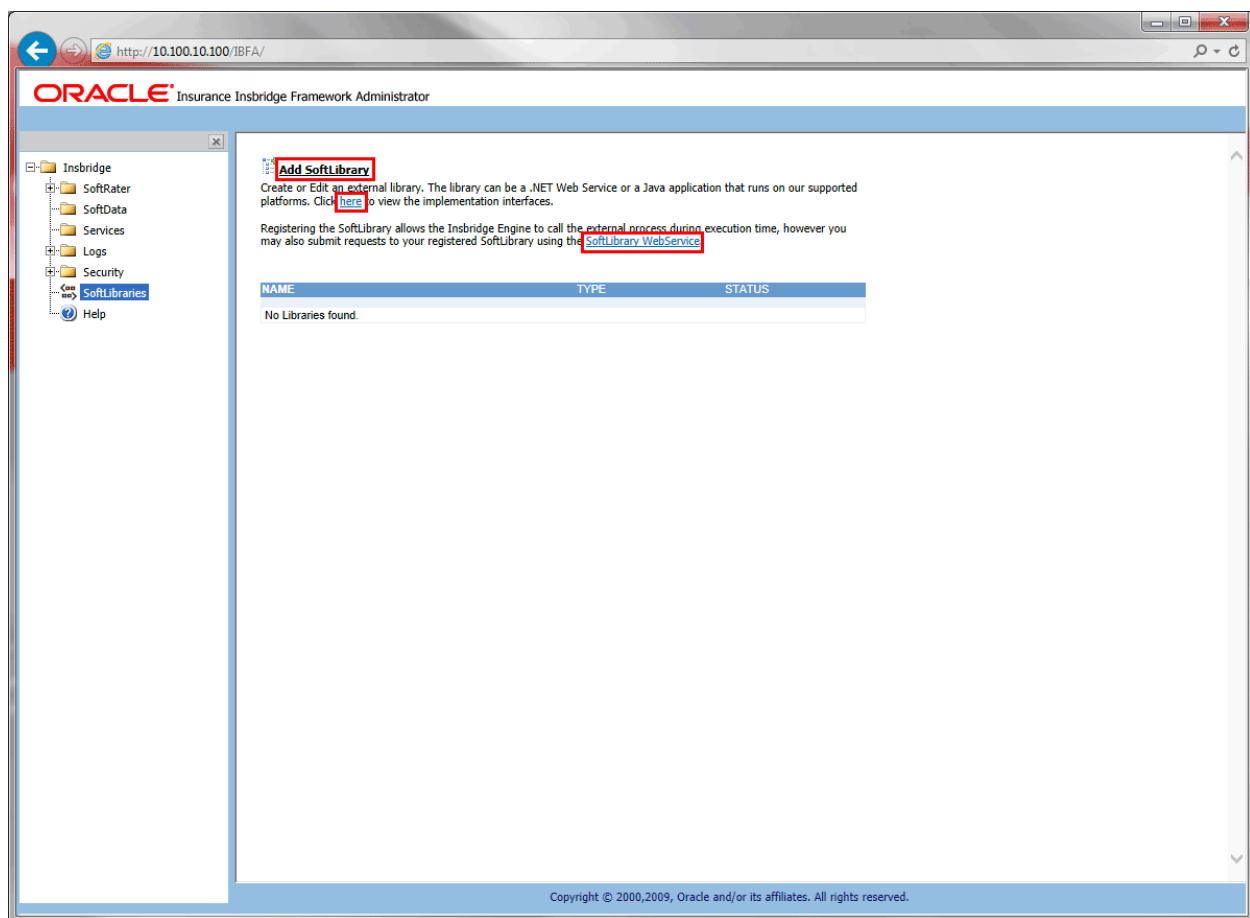 http://10.100.10.100/IBFA/
ORACLE Insurance Insbridge Framework Administrator
Insbridge
SoftRater
SoftData
Services
Logs
Security
SoftLibraries
Help
Add SoftLibrary
Create or Edit an external library. The library can be a .NET Web Service or a Java application that runs on our supported
platforms. Click here to view the implementation interfaces.
Registering the SoftLibrary allows the Insbridge Engine to call the external process during execution time, however you
may also submit requests to your registered SoftLibrary using the SoftLibrary WebService.
NAME TYPE STATUS
No Libraries found.
Copyright © 2000,2009, Oracle and/or its affiliates. All rights reserved.